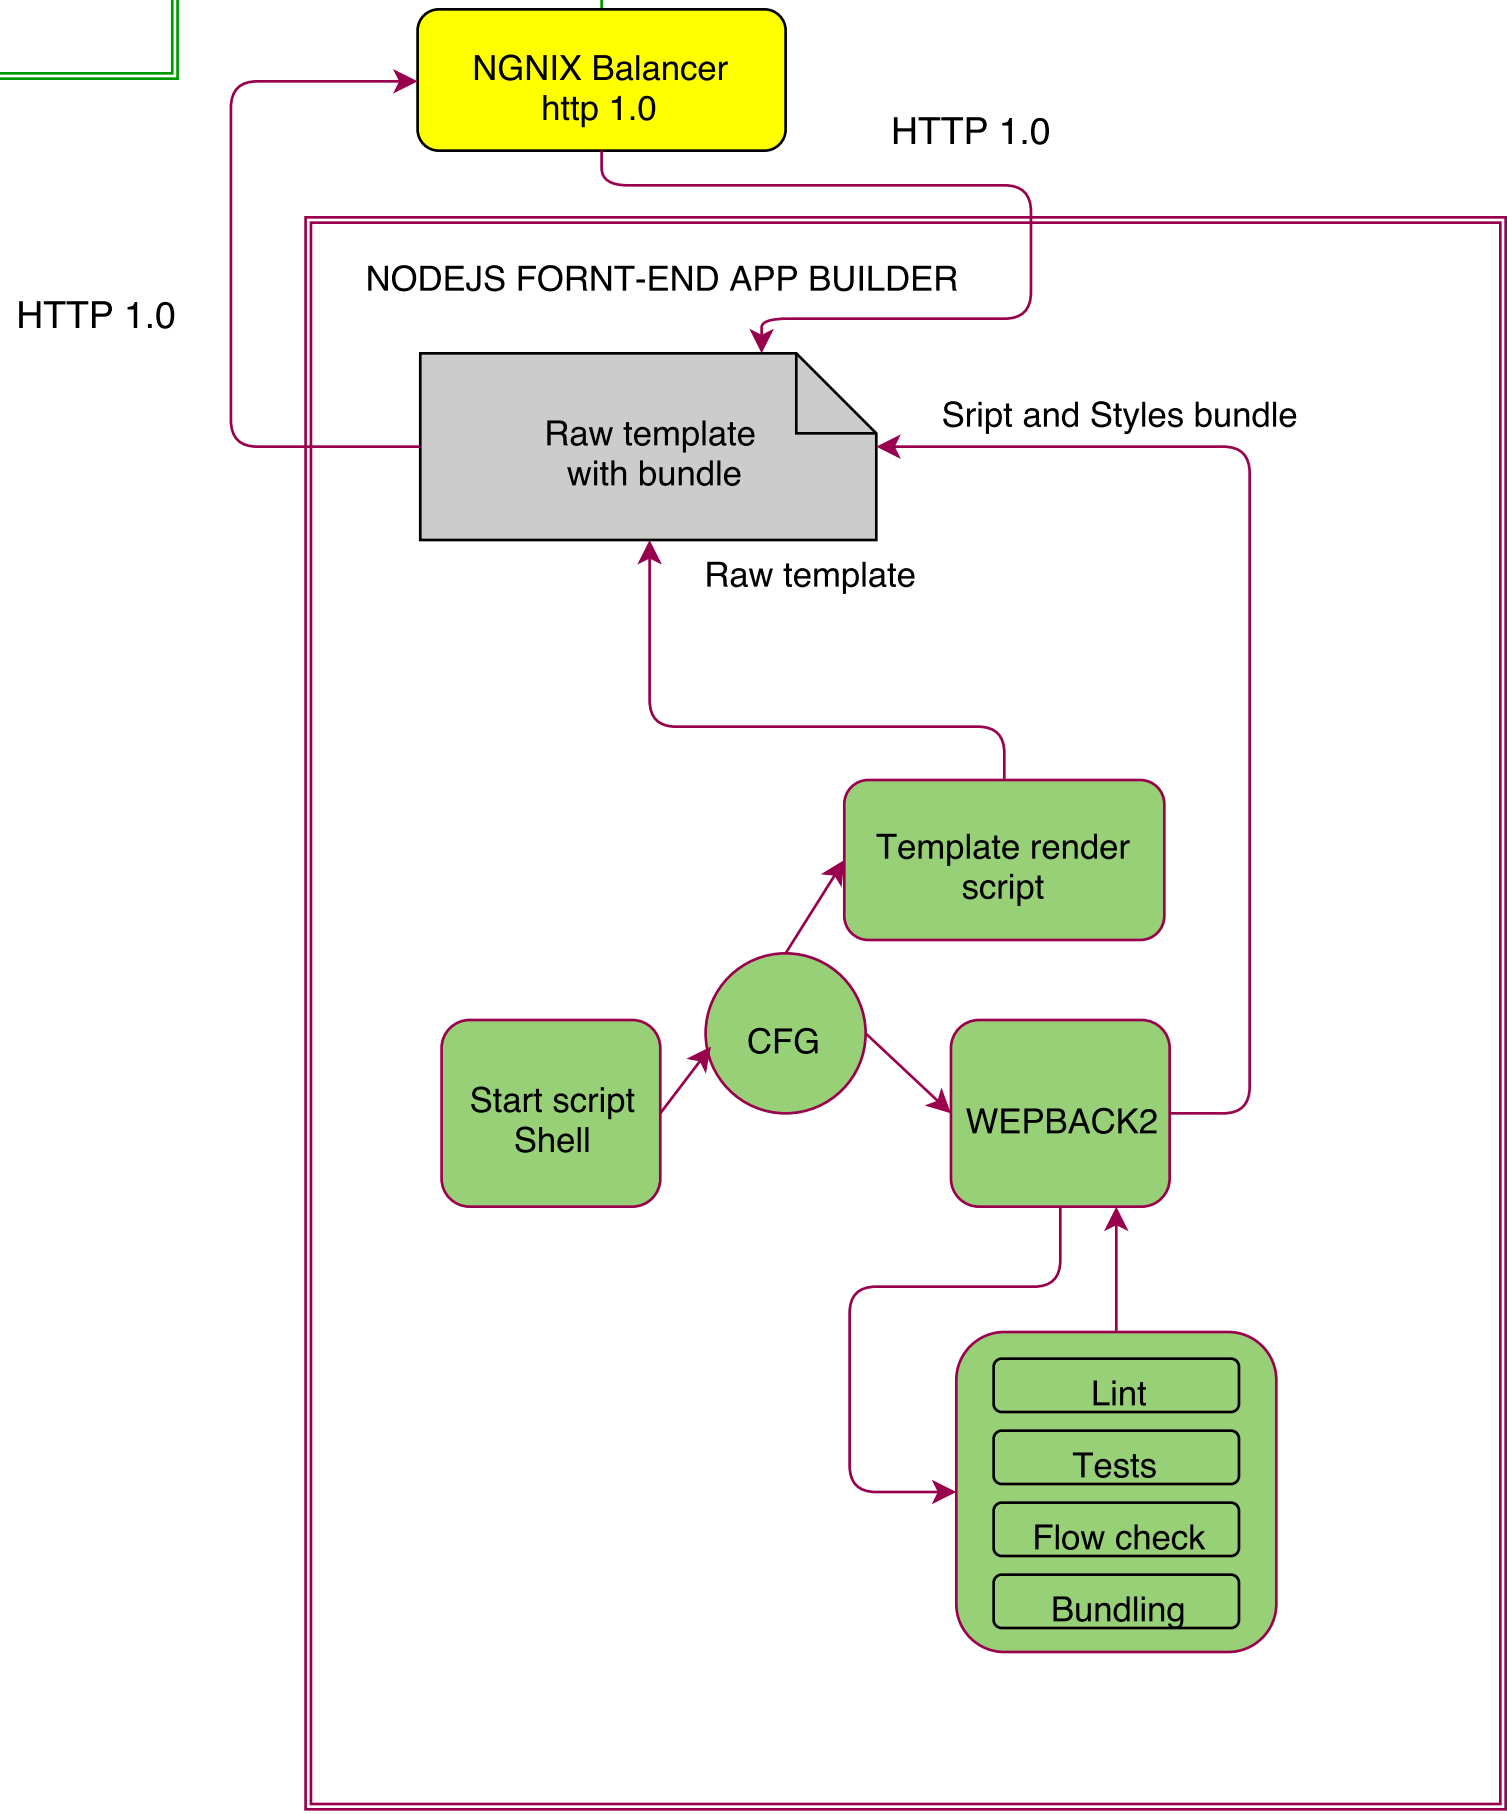 NGNIX Balancer
http 1.0
HTTP 1.0
NODEJS FORNT-END APP BUILDER
HTTP 1.0
Sript and Styles bundle
Raw template
with bundle
Raw template
Template render
script
CFG
Start script
Shell
WEPBACK2
Lint
Tests
Flow check
Bundling